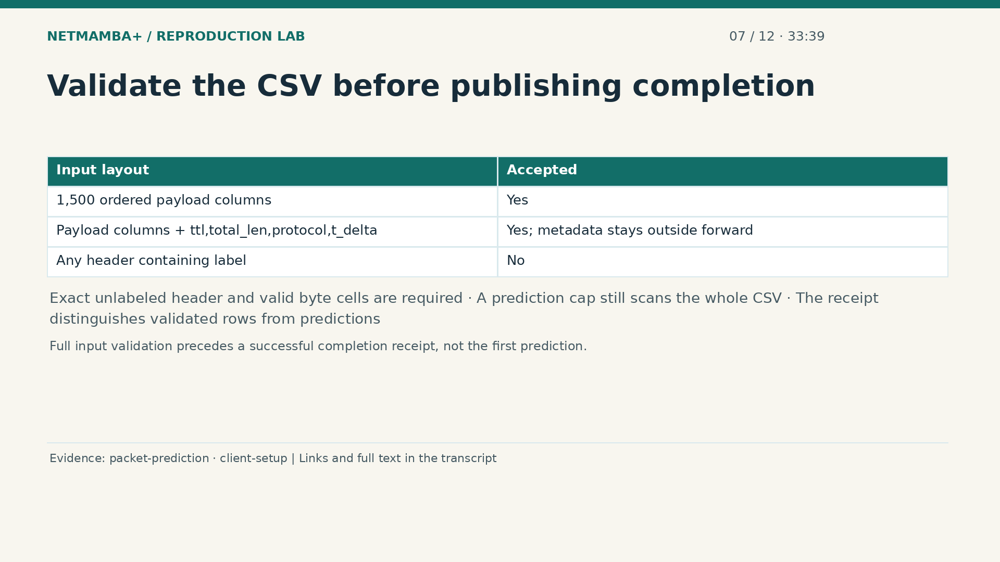 NETMAMBA+ / REPRODUCTION LAB
07 / 12 · 33:39
Validate the CSV before publishing completion
Input layout
Accepted
1,500 ordered payload columns
Yes
Payload columns + ttl,total_len,protocol,t_delta
Yes; metadata stays outside forward
Any header containing label
No
Exact unlabeled header and valid byte cells are required · A prediction cap still scans the whole CSV · The receipt
distinguishes validated rows from predictions
Full input validation precedes a successful completion receipt, not the first prediction.
Evidence: packet-prediction · client-setup | Links and full text in the transcript